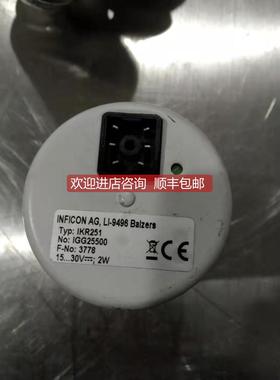 欢迎进店咨询 顺丰包邮
INFICON AG, LI-9496 Balzers
Typ: IKR251
No: IGG25500
F-No: 3778
15...30V⎓; 2W
CE